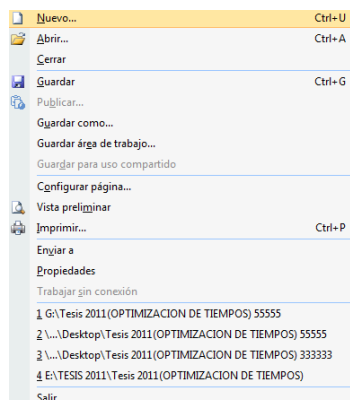 Nuevo... Ctrl+U
Abrir... Ctrl+A
Cerrar
Guardar Ctrl+G
Publicar...
Guardar como...
Guardar área de trabajo...
Guardar para uso compartido
Configurar página...
Vista preliminar
Imprimir... Ctrl+P
Enviar a
Propiedades
Trabajar sin conexión
1 G:\Tesis 2011(OPTIMIZACION DE TIEMPOS) 55555
2 \...\Desktop\Tesis 2011(OPTIMIZACION DE TIEMPOS) 55555
3 \...\Desktop\Tesis 2011(OPTIMIZACION DE TIEMPOS) 333333
4 E:\TESIS 2011\Tesis 2011(OPTIMIZACION DE TIEMPOS)
Salir